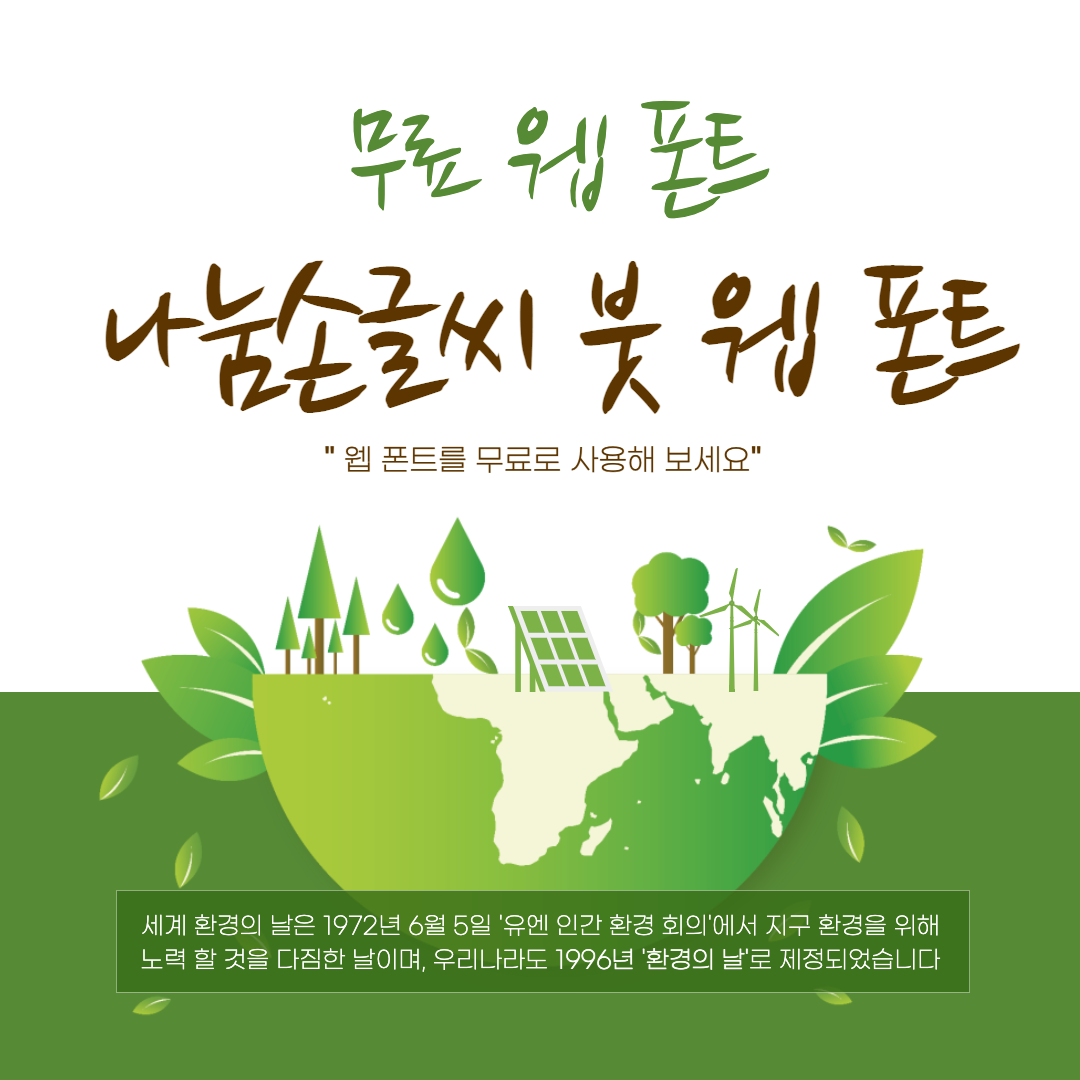 무료 웹 폰트
나눔손글씨 붓 웹 폰트
" 웹 폰트를 무료로 사용해 보세요"
세계 환경의 날은 1972년 6월 5일 '유엔 인간 환경 회의'에서 지구 환경을 위해
노력 할 것을 다짐한 날이며, 우리나라도 1996년 '환경의 날'로 제정되었습니다